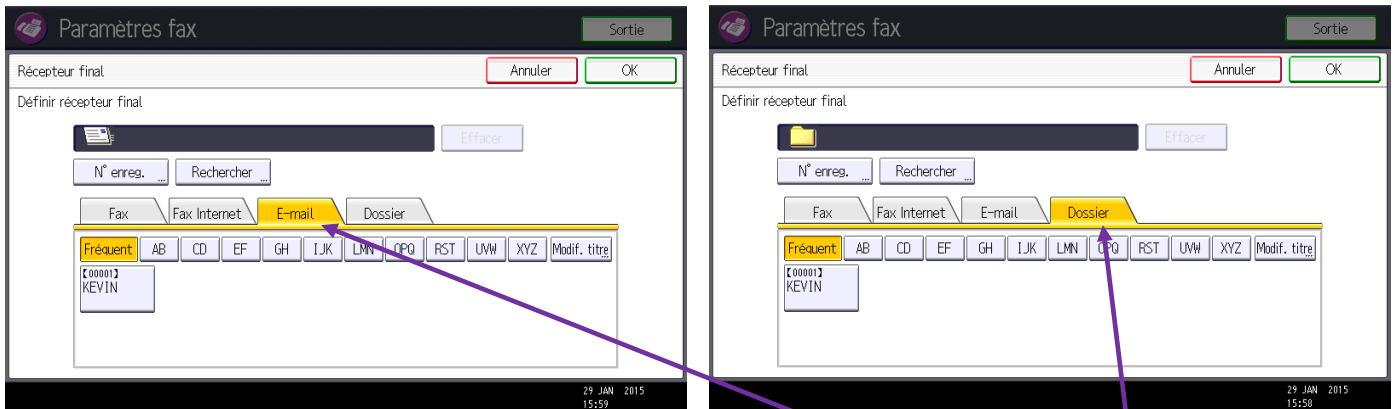 Paramètres fax
Sortie
Récepteur final
Annuler
OK
Définir récepteur final
Effacer
N° enreg. ...
Rechercher ...
Fax
Fax Internet
E-mail
Dossier
Fréquent AB CD EF GH IJK LMN OPQ RST UVW XYZ Modif. titre
【00001】
KEVIN
29 JAN 2015
15:59
Paramètres fax
Sortie
Récepteur final
Annuler
OK
Définir récepteur final
Effacer
N° enreg. ...
Rechercher ...
Fax
Fax Internet
E-mail
Dossier
Fréquent AB CD EF GH IJK LMN OPQ RST UVW XYZ Modif. titre
【00001】
KEVIN
29 JAN 2015
15:58